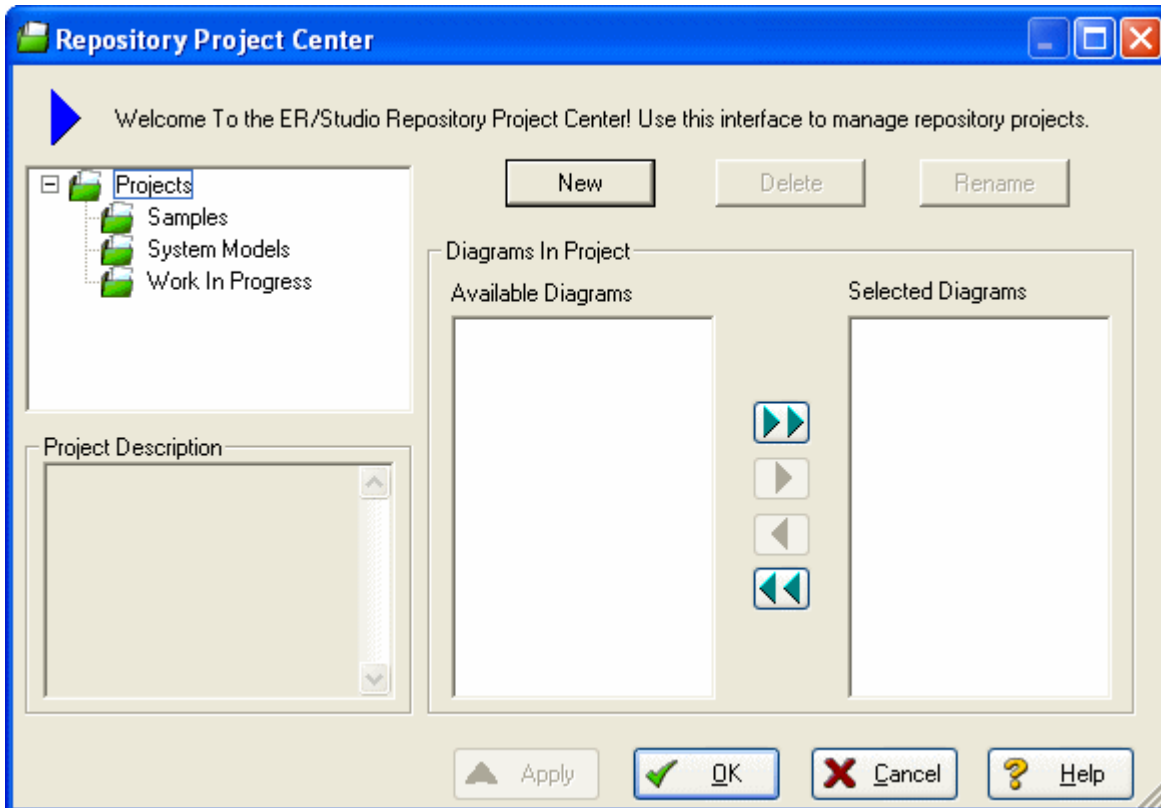 Repository Project Center
Welcome To the ER/Studio Repository Project Center! Use this interface to manage repository projects.
Projects
Samples
System Models
Work In Progress
New
Delete
Rename
Diagrams In Project
Available Diagrams
Selected Diagrams
Project Description
Apply
OK
Cancel
Help